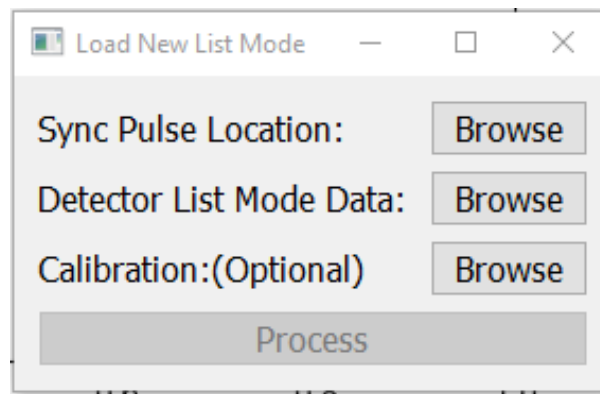 Load New List Mode
Sync Pulse Location: Browse
Detector List Mode Data: Browse
Calibration:(Optional) Browse
Process